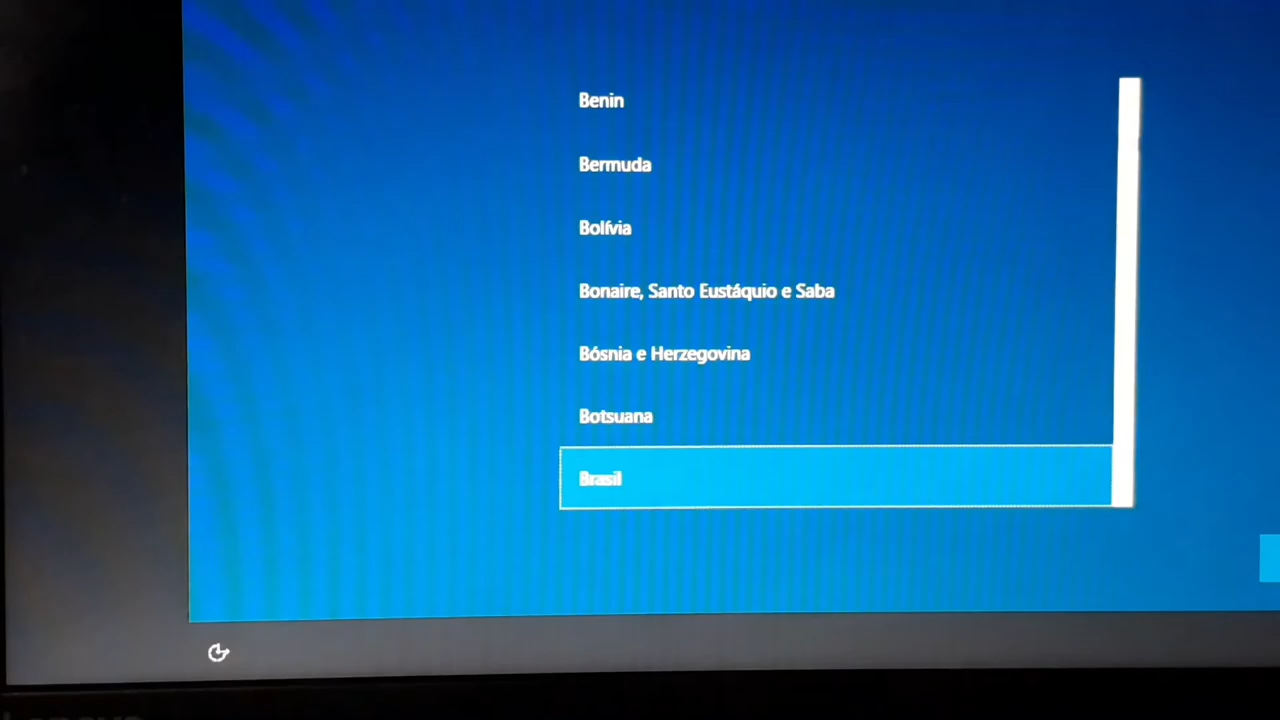 Benin
Bermuda
Bolívia
Bonaire, Santo Eustáquio e Saba
Bósnia e Herzegovina
Botsuana
Brasil